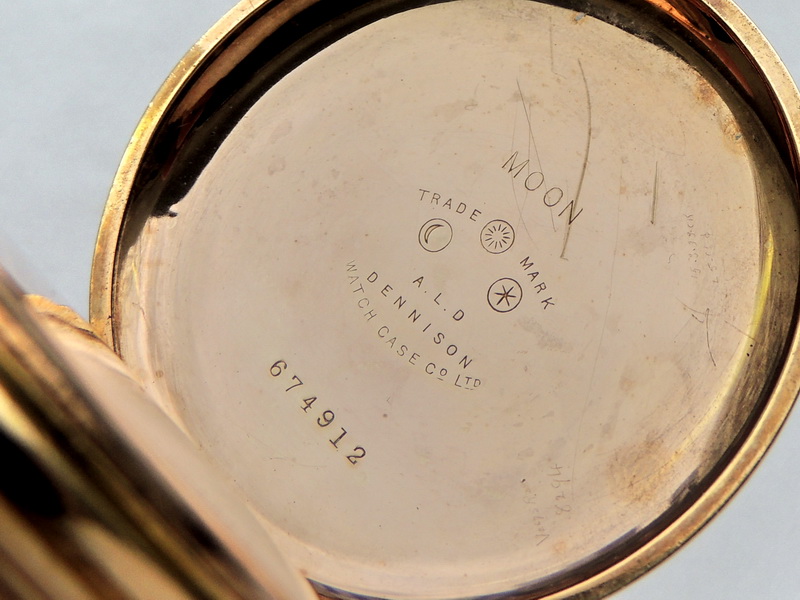 MOON
TRADE MARK
A.L.D
DENNISON
WATCH CASE Cº LTD
674912